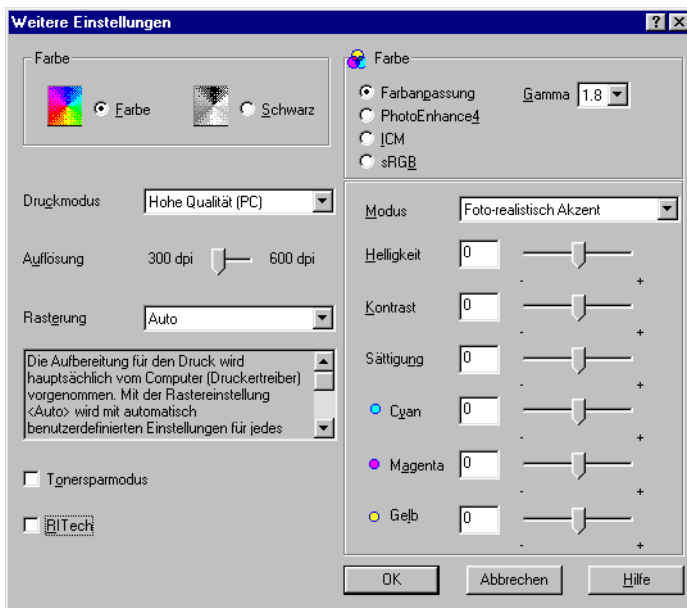 Weitere Einstellungen
Farbe
Farbe
Schwarz
Druckmodus
Hohe Qualität (PC)
Auflösung
300 dpi
600 dpi
Rasterung
Auto
Die Aufbereitung für den Druck wird
hauptsächlich vom Computer (Druckertreiber)
vorgenommen. Mit der Rastereinstellung
<Auto> wird mit automatisch
benutzerdefinierten Einstellungen für jedes
Tonersparmodus
RITech
Farbe
Farbanpassung
Gamma
1.8
PhotoEnhance4
ICM
sRGB
Modus
Foto-realistisch Akzent
Helligkeit
0
- +
Kontrast
0
- +
Sättigung
0
- +
Cyan
0
- +
Magenta
0
- +
Gelb
0
- +
OK
Abbrechen
Hilfe